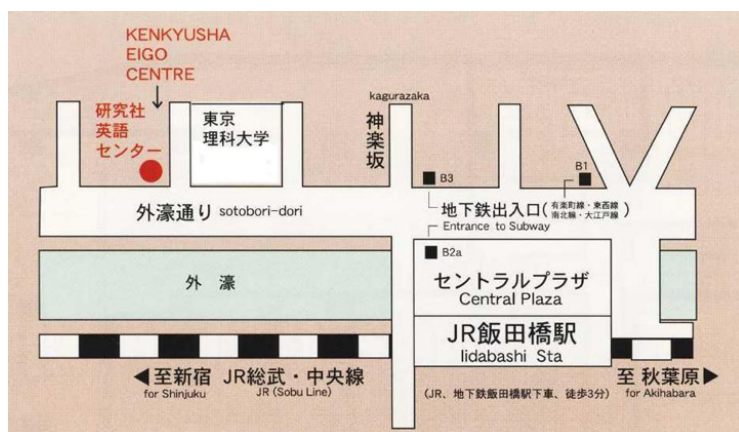 KENKYUSHA
EIGO
CENTRE
研究社
英語
センター
東京
理科大学
kagurazaka
神楽坂
B3
B1
外濠通り sotobori-dori
地下鉄出入口(有楽町線・東西線
南北線・大江戸線)
Entrance to Subway
B2a
外 濠
セントラルプラザ
Central Plaza
JR飯田橋駅
Iidabashi Sta
◀至新宿 JR総武・中央線
for Shinjuku JR (Sobu Line)
(JR、地下鉄飯田橋駅下車、徒歩3分)
至 秋葉原▶
for Akihabara